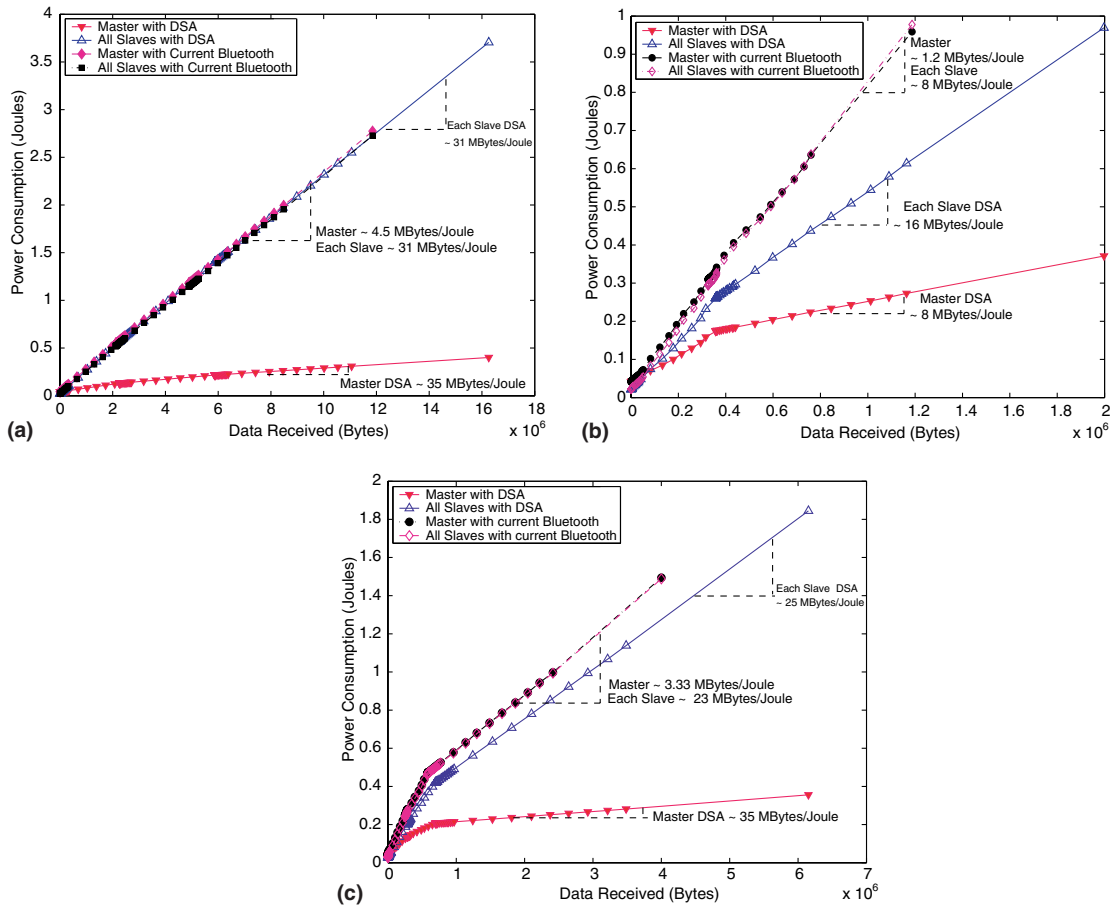 Master with DSA
All Slaves with DSA
Master with Current Bluetooth
All Slaves with Current Bluetooth
Power Consumption (Joules)
4
3.5
3
2.5
2
1.5
1
0.5
0
Each Slave DSA
~ 31 MBytes/Joule
Master ~ 4.5 MBytes/Joule
Each Slave ~ 31 MBytes/Joule
Master DSA ~ 35 MBytes/Joule
0 2 4 6 8 10 12 14 16 18
Data Received (Bytes)
x 10^6
(a)
Master with DSA
All Slaves with DSA
Master with current Bluetooth
All Slaves with current Bluetooth
Power Consumption (Joules)
1
0.9
0.8
0.7
0.6
0.5
0.4
0.3
0.2
0.1
0
Master
~ 1.2 MBytes/Joule
Each Slave
~ 8 MBytes/Joule
Each Slave DSA
~ 16 MBytes/Joule
Master DSA
~ 8 MBytes/Joule
0 0.2 0.4 0.6 0.8 1 1.2 1.4 1.6 1.8 2
Data Received (Bytes)
x 10^6
(b)
Master with DSA
All Slaves with DSA
Master with current Bluetooth
All Slaves with current Bluetooth
Power Consumption (Joules)
2
1.8
1.6
1.4
1.2
1
0.8
0.6
0.4
0.2
0
Each Slave DSA
~ 25 MBytes/Joule
Master ~ 3.33 MBytes/Joule
Each Slave ~ 23 MBytes/Joule
Master DSA ~ 35 MBytes/Joule
0 1 2 3 4 5 6 7
Data Received (Bytes)
x 10^6
(c)